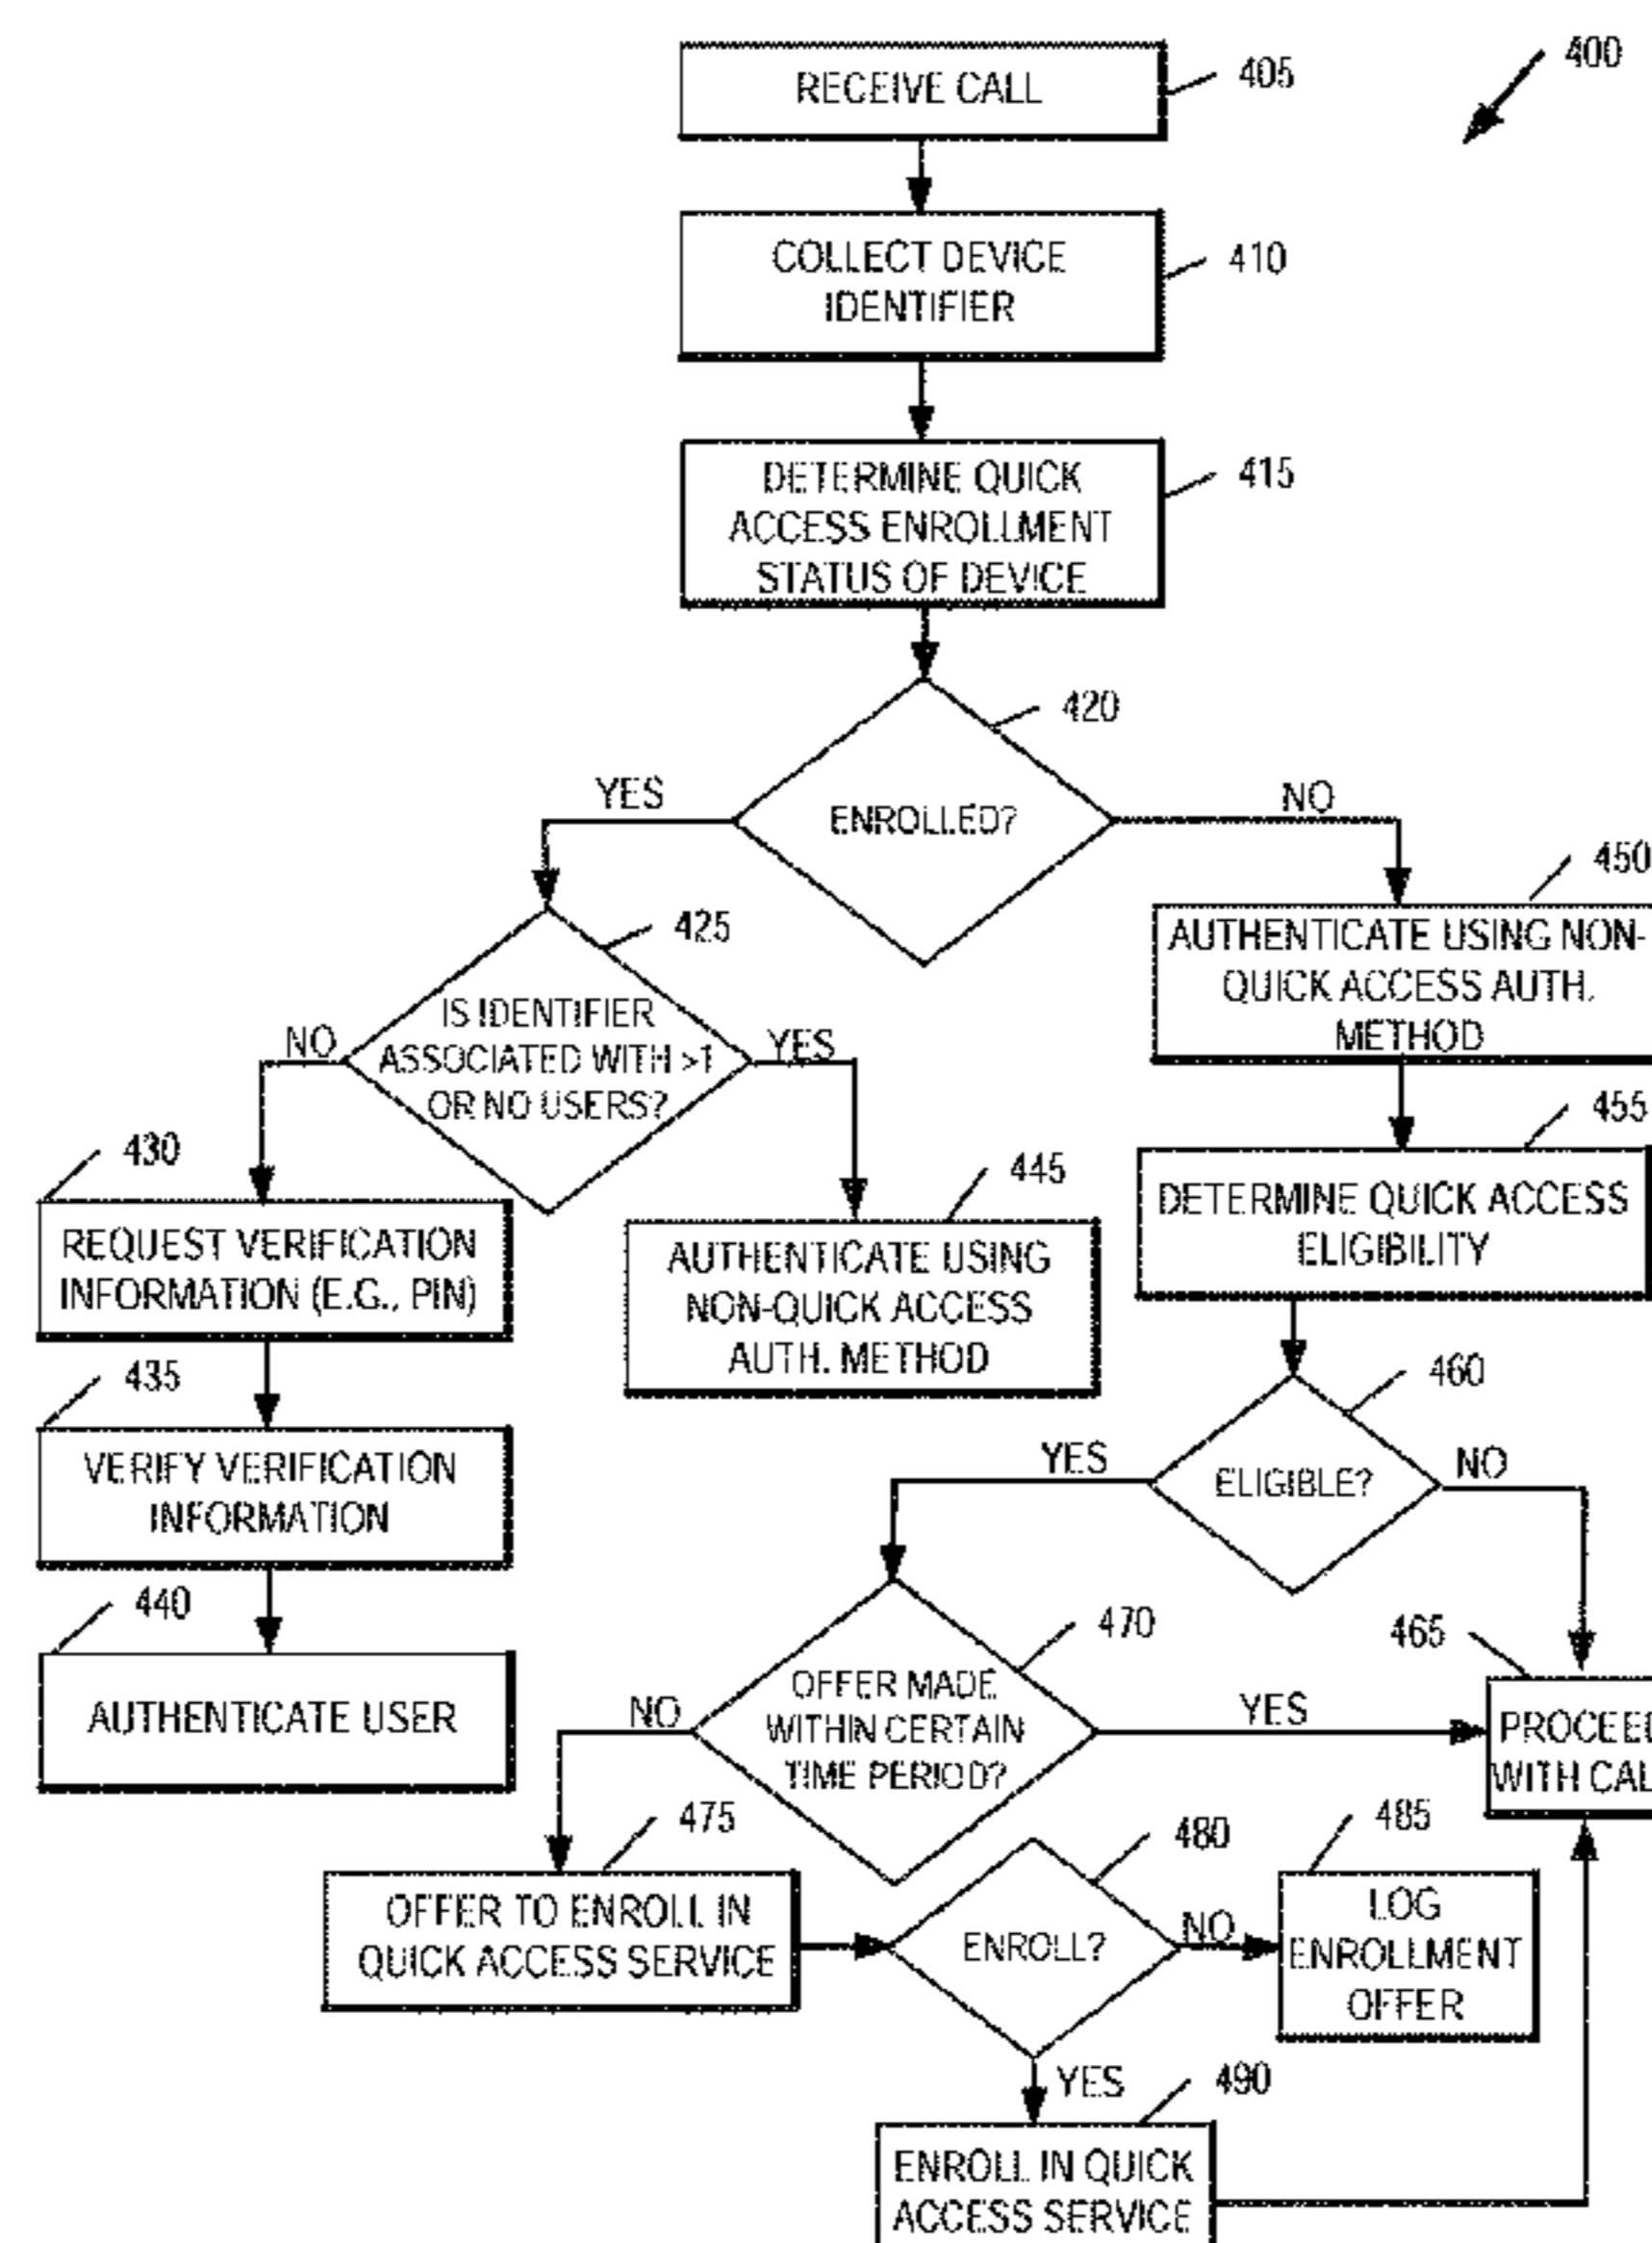 400
RECEIVE CALL
405
COLLECT DEVICE
IDENTIFIER
410
DETERMINE QUICK
ACCESS ENROLLMENT
STATUS OF DEVICE
415
420
ENROLLED?
YES
NO
425
IS IDENTIFIER
ASSOCIATED WITH >1
OR NO USERS?
NO
YES
450
AUTHENTICATE USING NON-
QUICK ACCESS AUTH.
METHOD
430
REQUEST VERIFICATION
INFORMATION (E.G., PIN)
445
AUTHENTICATE USING
NON-QUICK ACCESS
AUTH. METHOD
455
DETERMINE QUICK ACCESS
ELIGIBILITY
435
VERIFY VERIFICATION
INFORMATION
460
ELIGIBLE?
YES
NO
440
AUTHENTICATE USER
470
OFFER MADE
WITHIN CERTAIN
TIME PERIOD?
NO
YES
465
PROCEED
WITH CAL
475
OFFER TO ENROLL IN
QUICK ACCESS SERVICE
480
ENROLL?
NO
YES
485
LOG
ENROLLMENT
OFFER
490
ENROLL IN QUICK
ACCESS SERVICE